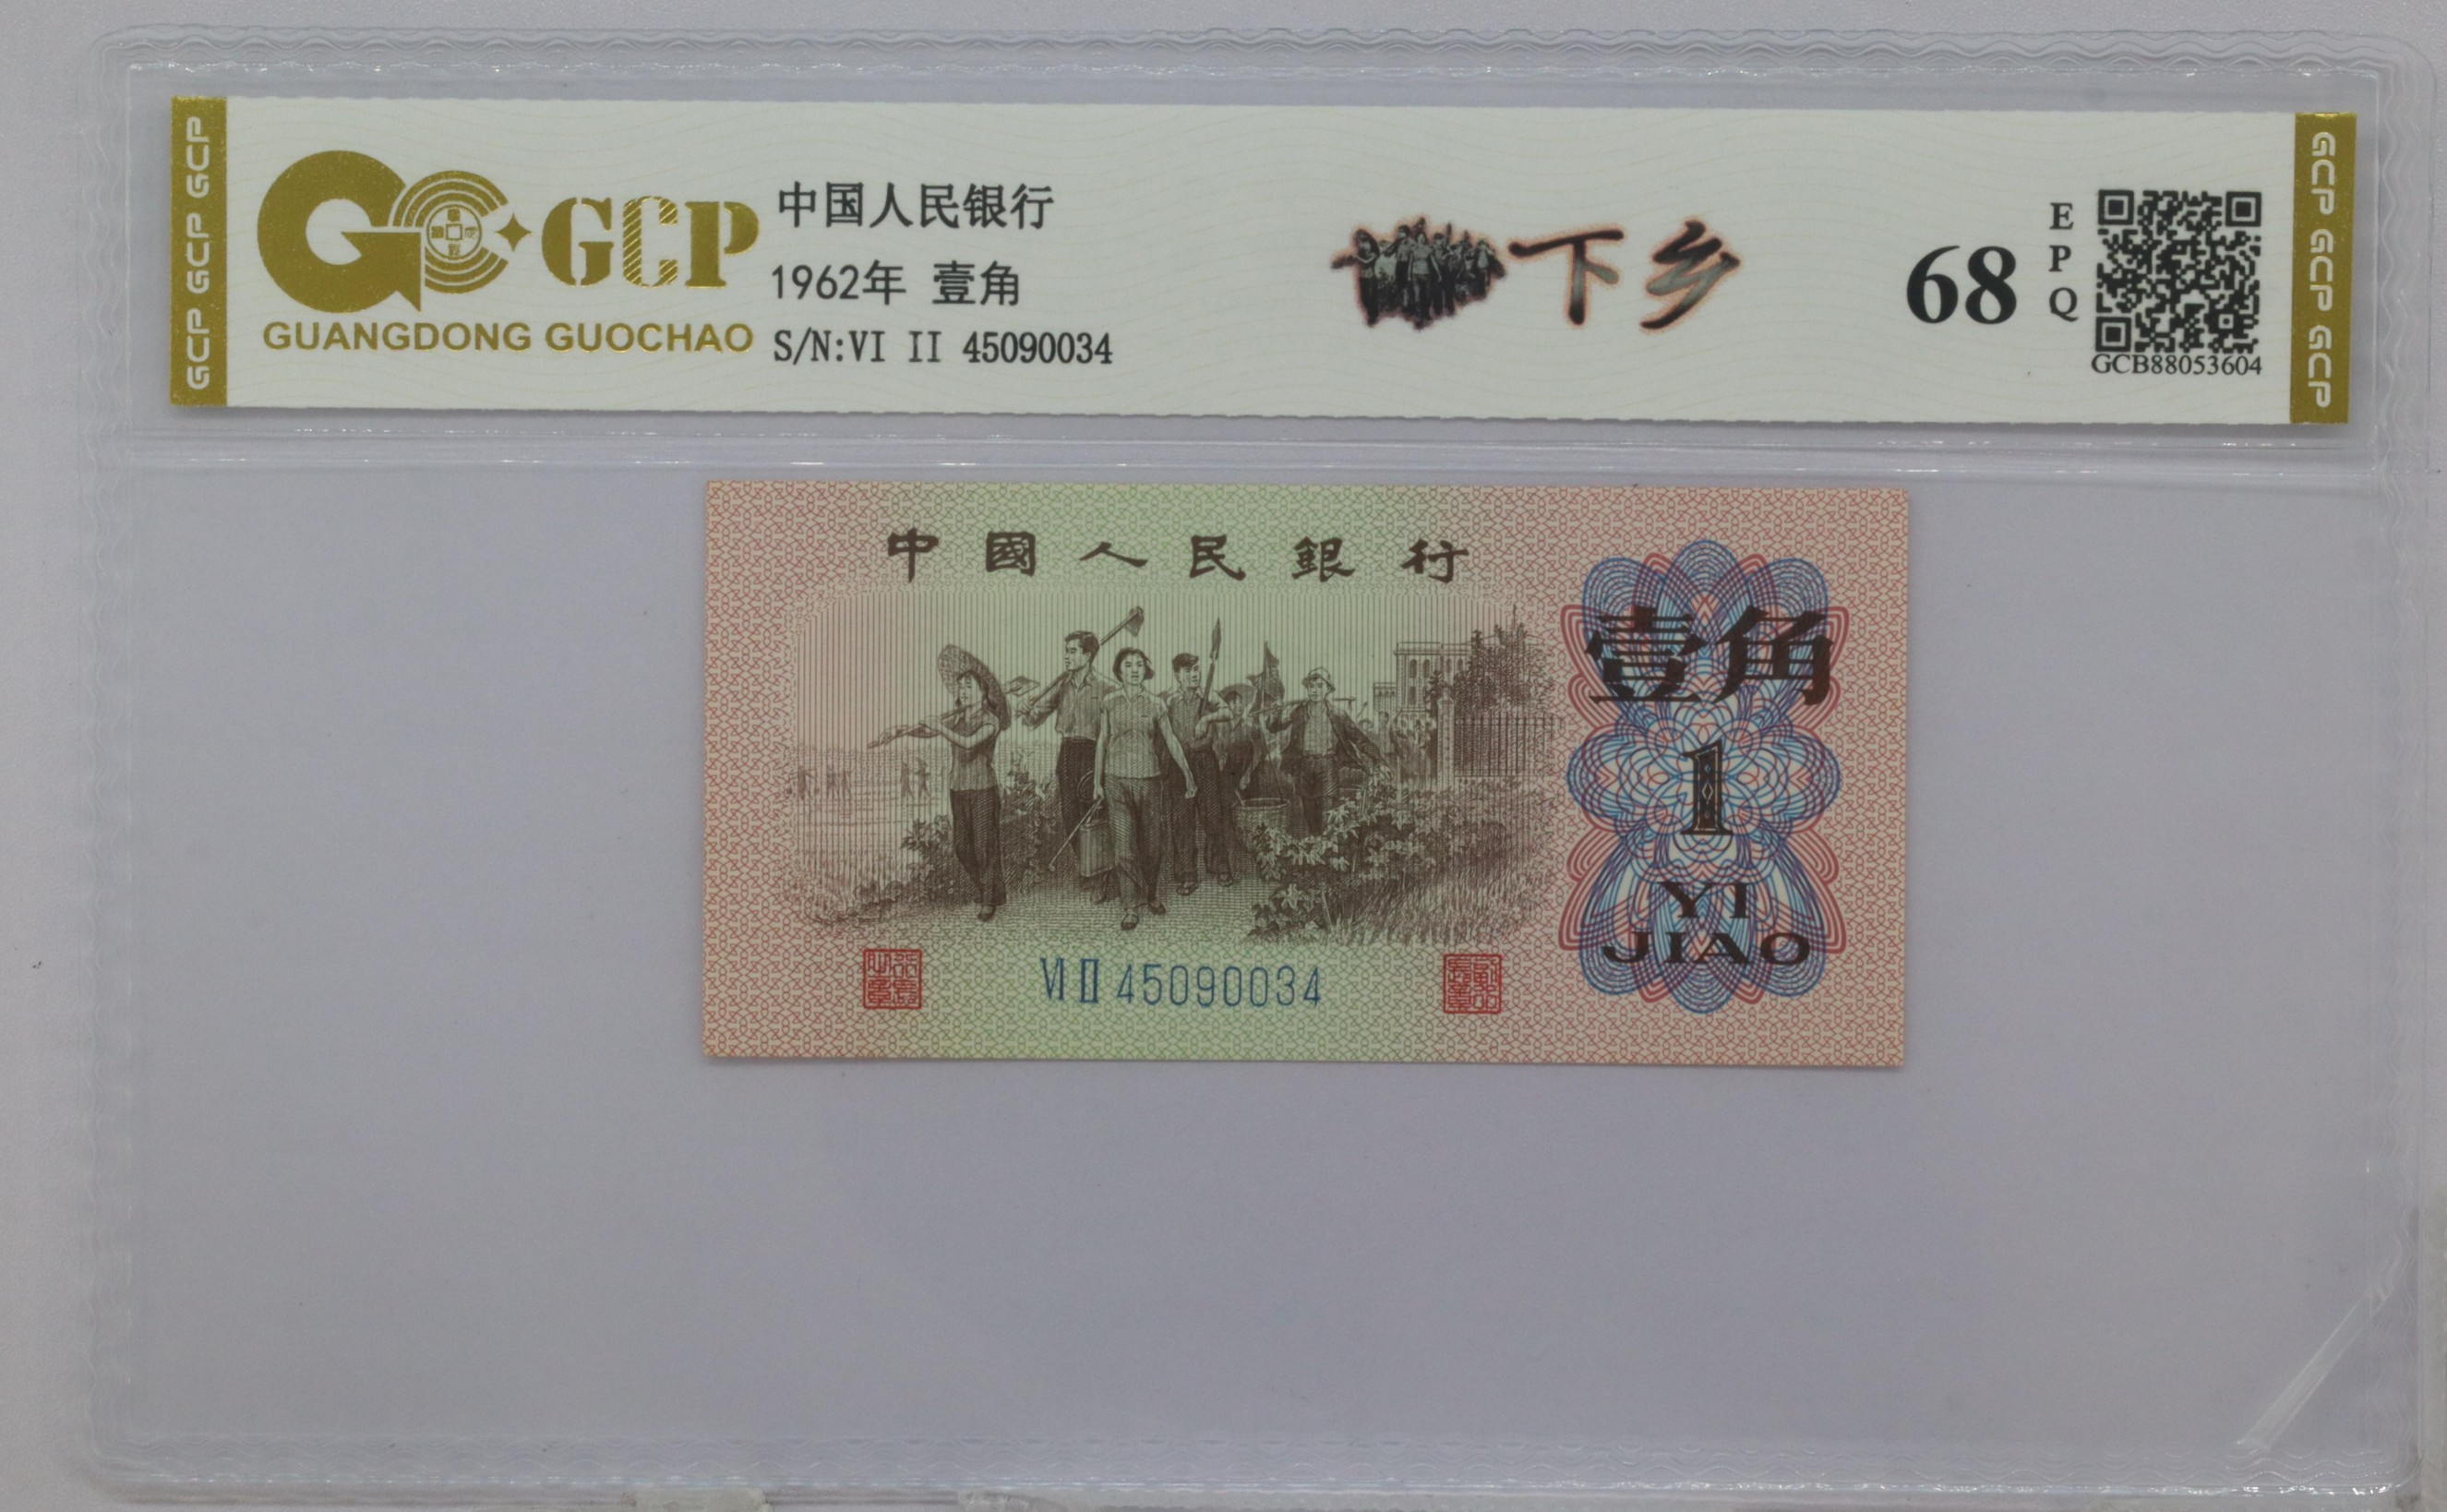 GCP GCP GCP
GCP
GUANGDONG GUOCHAO
中国人民银行
1962年 壹角
S/N:VI II 45090034
下乡
68
E
P
Q
GCB88053604
GCP GCP GCP
中國人民銀行
壹角
1
YI
JIAO
VI II 45090034